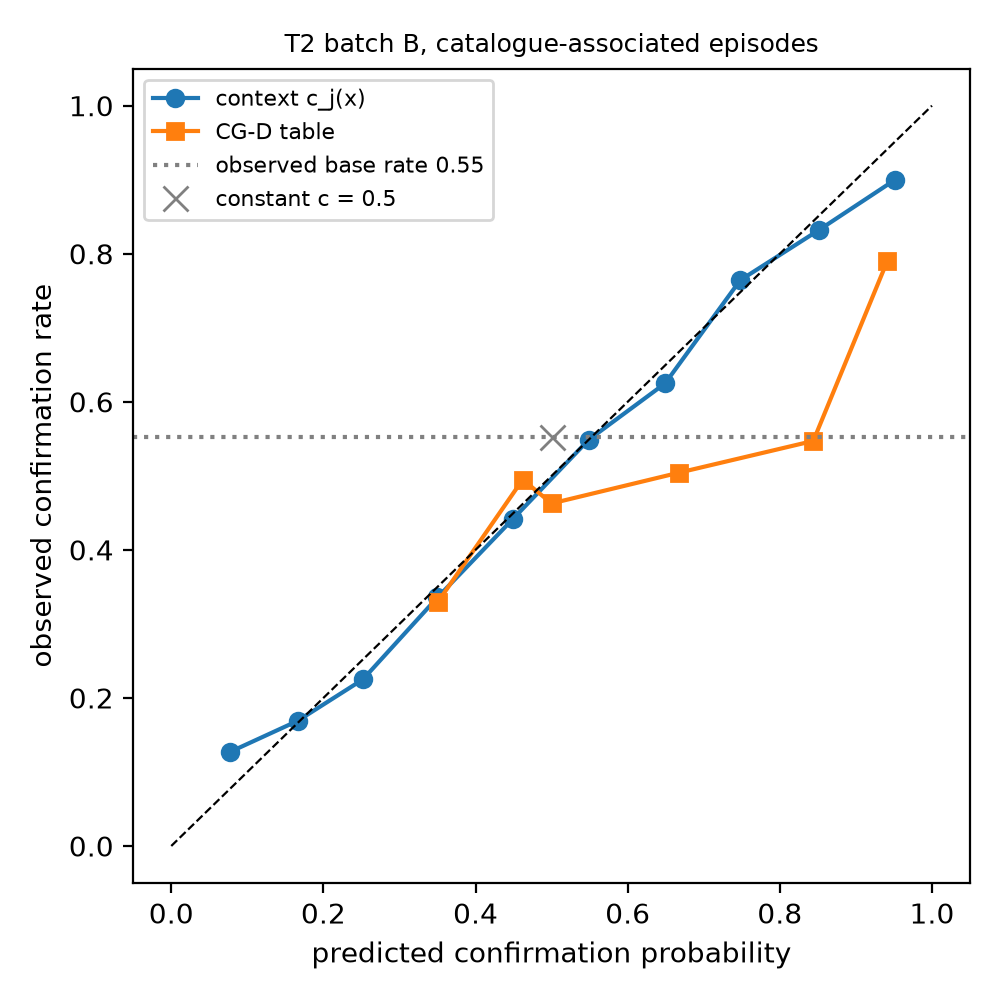 T2 batch B, catalogue-associated episodes
context c_j(x)
CG-D table
observed base rate 0.55
constant c = 0.5
observed confirmation rate
1.0
0.8
0.6
0.4
0.2
0.0
0.0 0.2 0.4 0.6 0.8 1.0
predicted confirmation probability